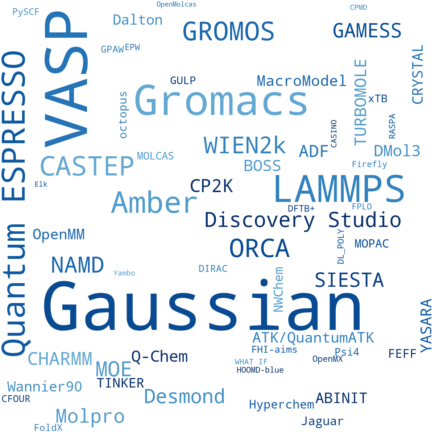 OpenMolcas
CPMD
PySCF
Dalton
GROMOS
GAMESS
VASP
GPAW
EPW
GULP
MacroModel
CRYSTAL
Quantum ESPRESSO
octopus
Gromacs
TURBOMOLE
xTB
CASINO
RASPA
WIEN2k
ADF
DMol3
MOLCAS
CASTEP
BOSS
Firefly
Elk
CP2K
LAMMPS
Amber
DFTB+
FPLO
Discovery Studio
OpenMM
ORCA
DL_POLY
MOPAC
NAMD
Yambo
DIRAC
NWChem
SIESTA
Gaussian
YASARA
ATK/QuantumATK
FHI-aims
Psi4
FEFF
CHARMM
MOE
Q-Chem
WHAT IF
OpenMX
HOOMD-blue
Wannier90
TINKER
CFOUR
Desmond
Hyperchem
ABINIT
Molpro
FoldX
Jaguar